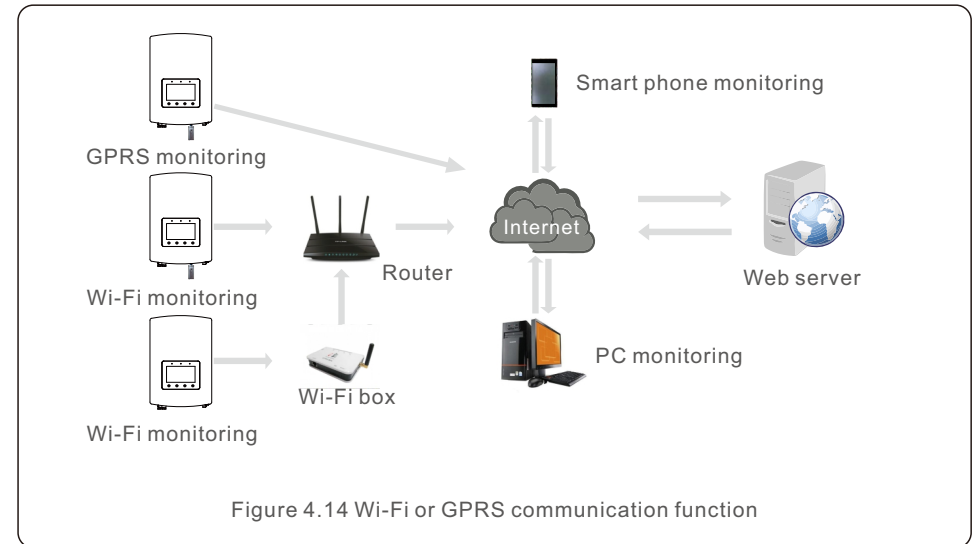 Smart phone monitoring
GPRS monitoring
Internet
Router
Web server
Wi-Fi monitoring
PC monitoring
Wi-Fi box
Wi-Fi monitoring
Figure 4.14 Wi-Fi or GPRS communication function